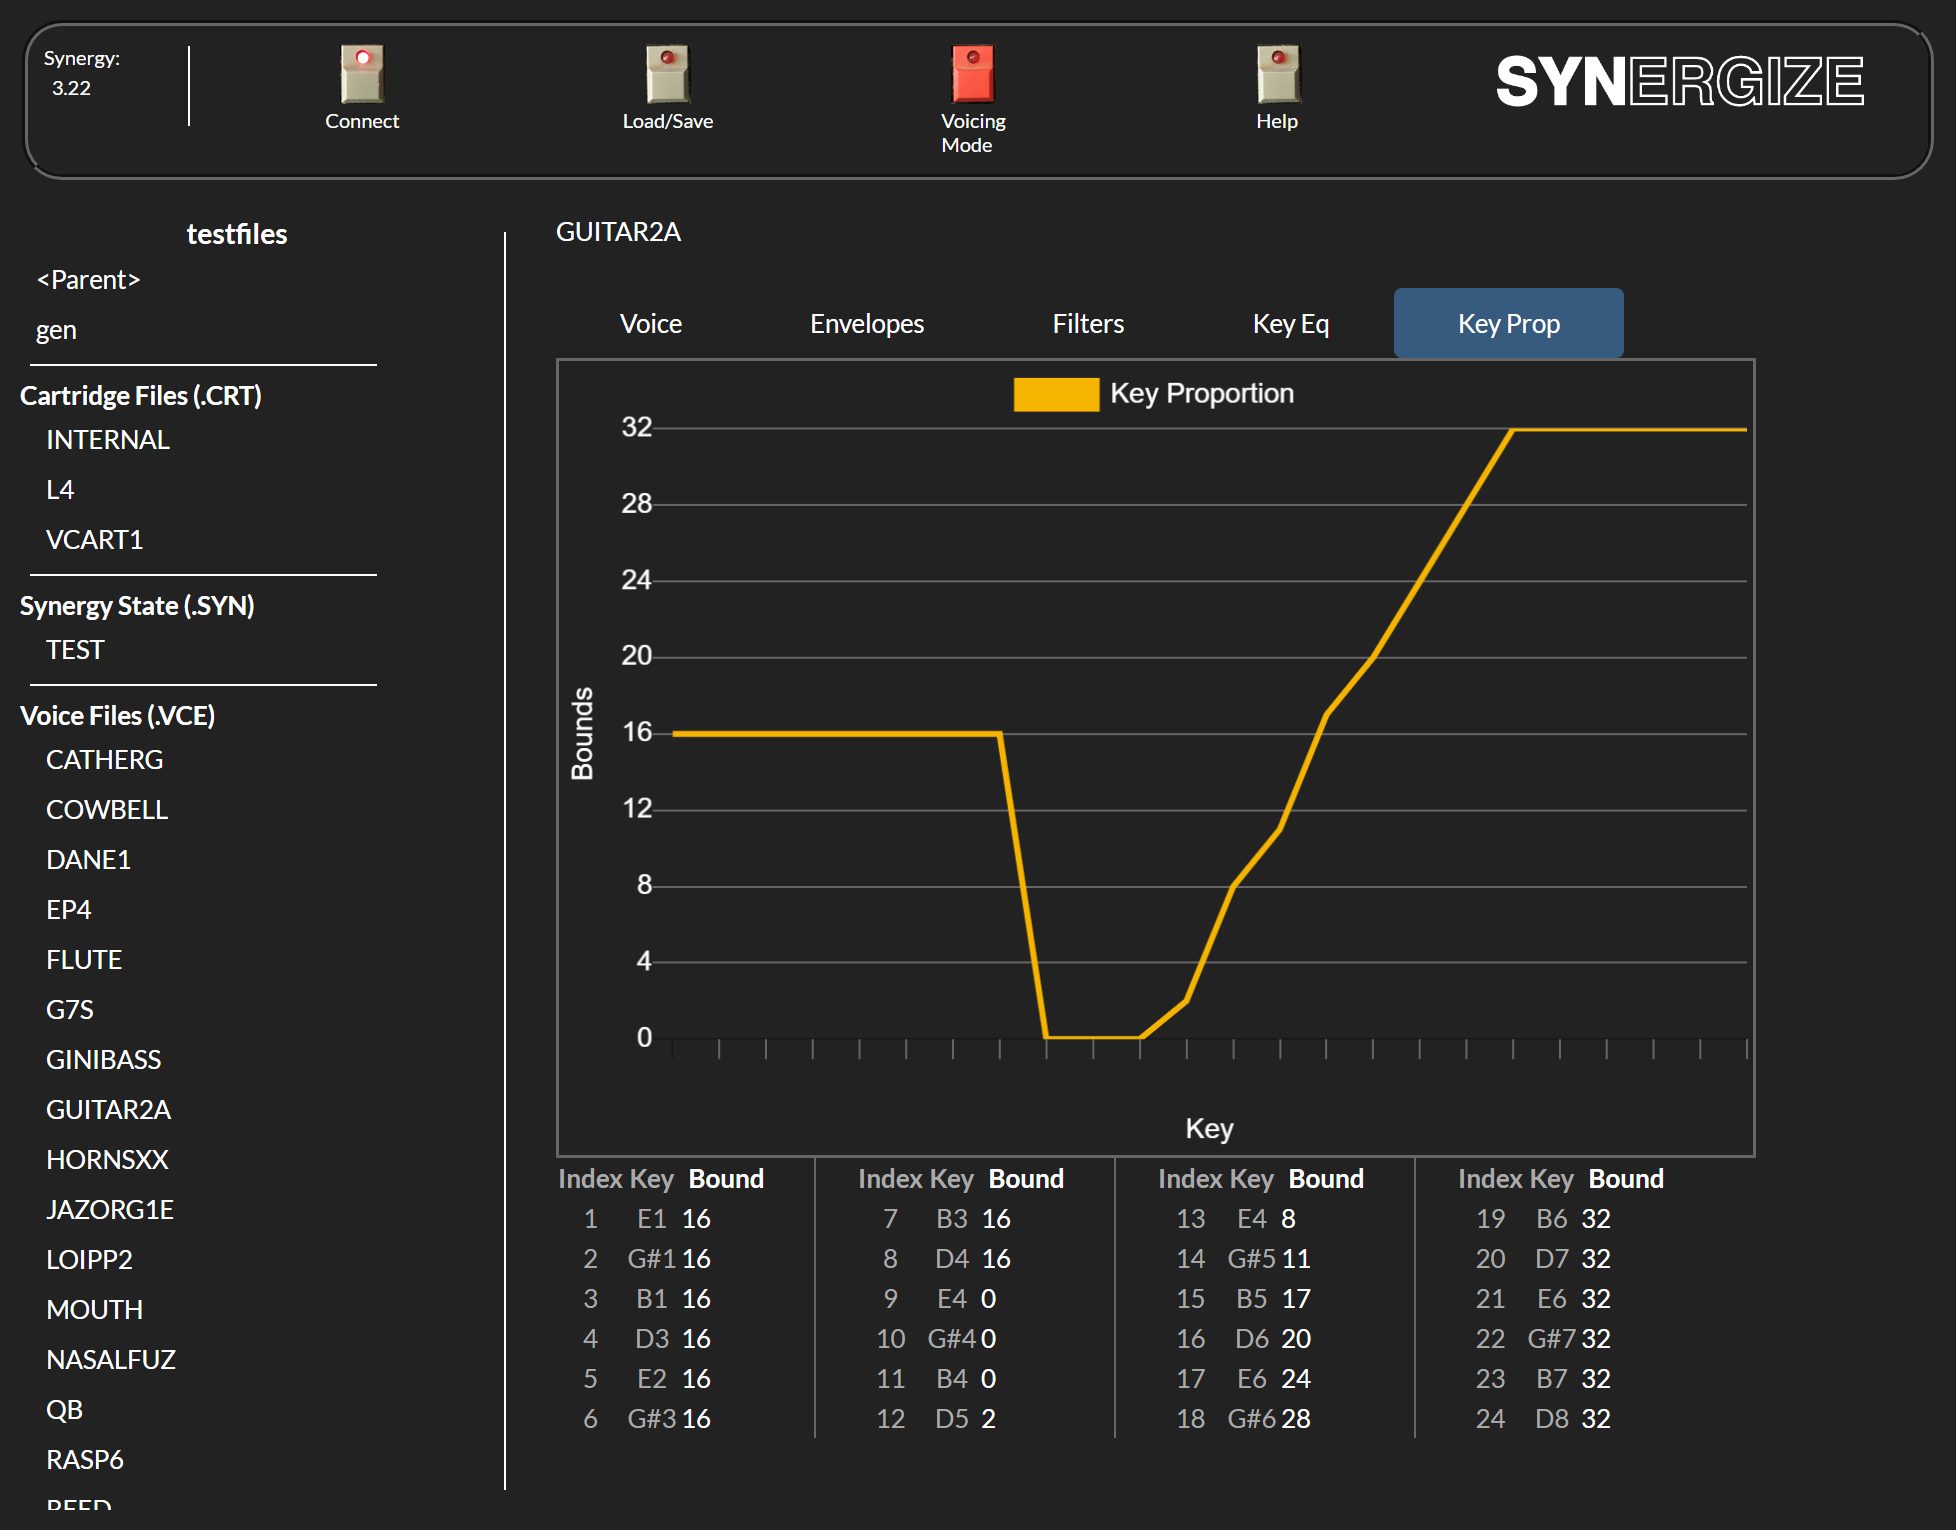 Synergy:
3.22
Connect
Load/Save
Voicing
Mode
Help
SYNERGIZE
testfiles
<Parent>
gen
Cartridge Files (.CRT)
INTERNAL
L4
VCART1
Synergy State (.SYN)
TEST
Voice Files (.VCE)
CATHERG
COWBELL
DANE1
EP4
FLUTE
G7S
GINIBASS
GUITAR2A
HORNSXX
JAZORG1E
LOIPP2
MOUTH
NASALFUZ
QB
RASP6
GUITAR2A
Voice Envelopes Filters Key Eq Key Prop
Key Proportion
32
28
24
20
16
12
8
4
0
Bounds
Key
Index Key Bound Index Key Bound Index Key Bound Index Key Bound
1 E1 16 7 B3 16 13 E4 8 19 B6 32
2 G#1 16 8 D4 16 14 G#5 11 20 D7 32
3 B1 16 9 E4 0 15 B5 17 21 E6 32
4 D3 16 10 G#4 0 16 D6 20 22 G#7 32
5 E2 16 11 B4 0 17 E6 24 23 B7 32
6 G#3 16 12 D5 2 18 G#6 28 24 D8 32